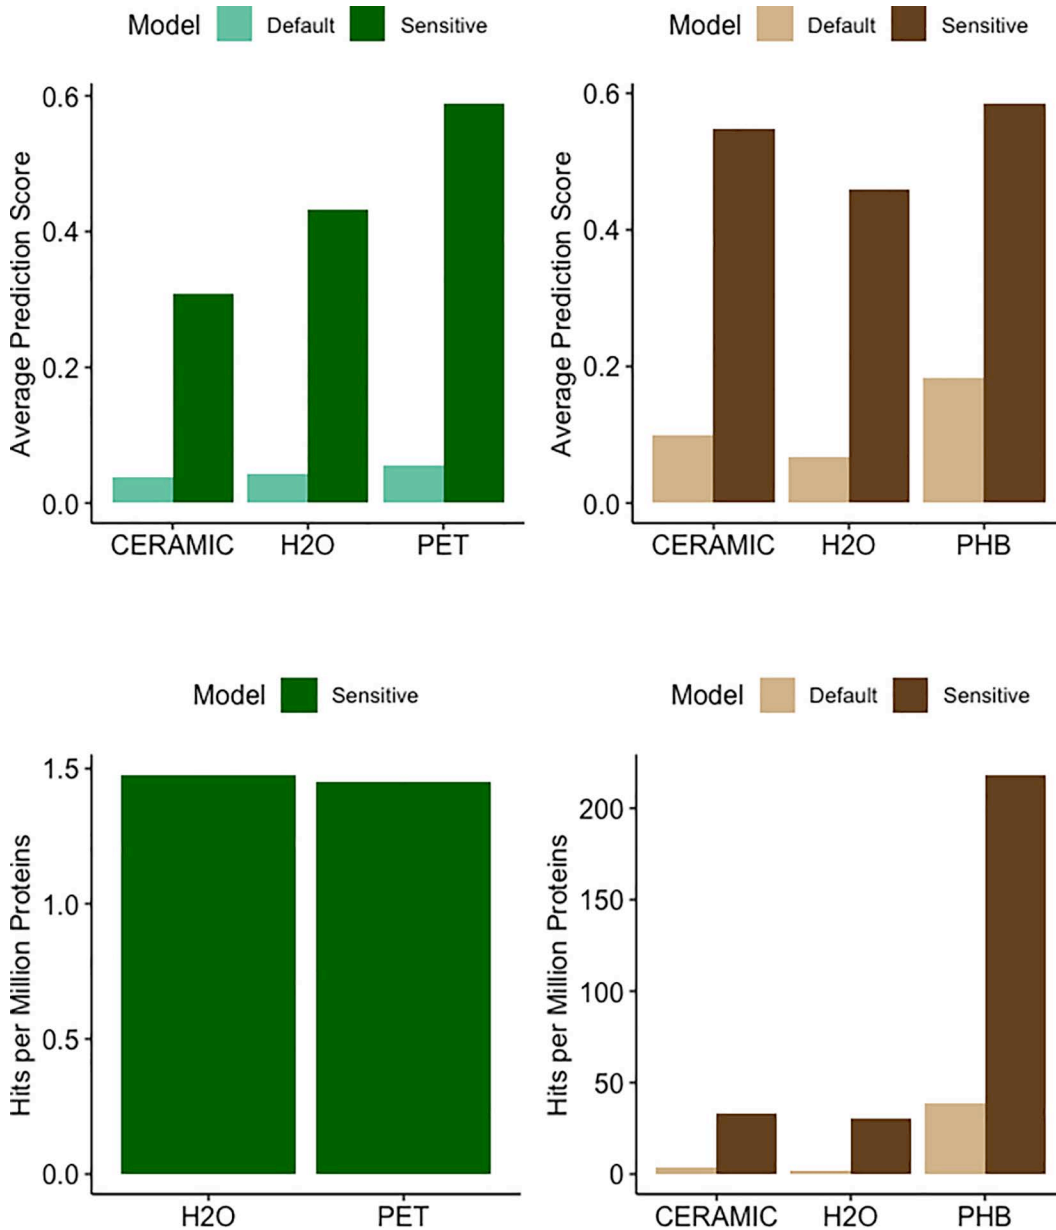 Model Default Sensitive
Average Prediction Score
0.6
0.4
0.2
0.0
CERAMIC H2O PET
Model Default Sensitive
Average Prediction Score
0.6
0.4
0.2
0.0
CERAMIC H2O PHB
Model Sensitive
Hits per Million Proteins
1.5
1.0
0.5
0.0
H2O PET
Model Default Sensitive
Hits per Million Proteins
200
150
100
50
0
CERAMIC H2O PHB